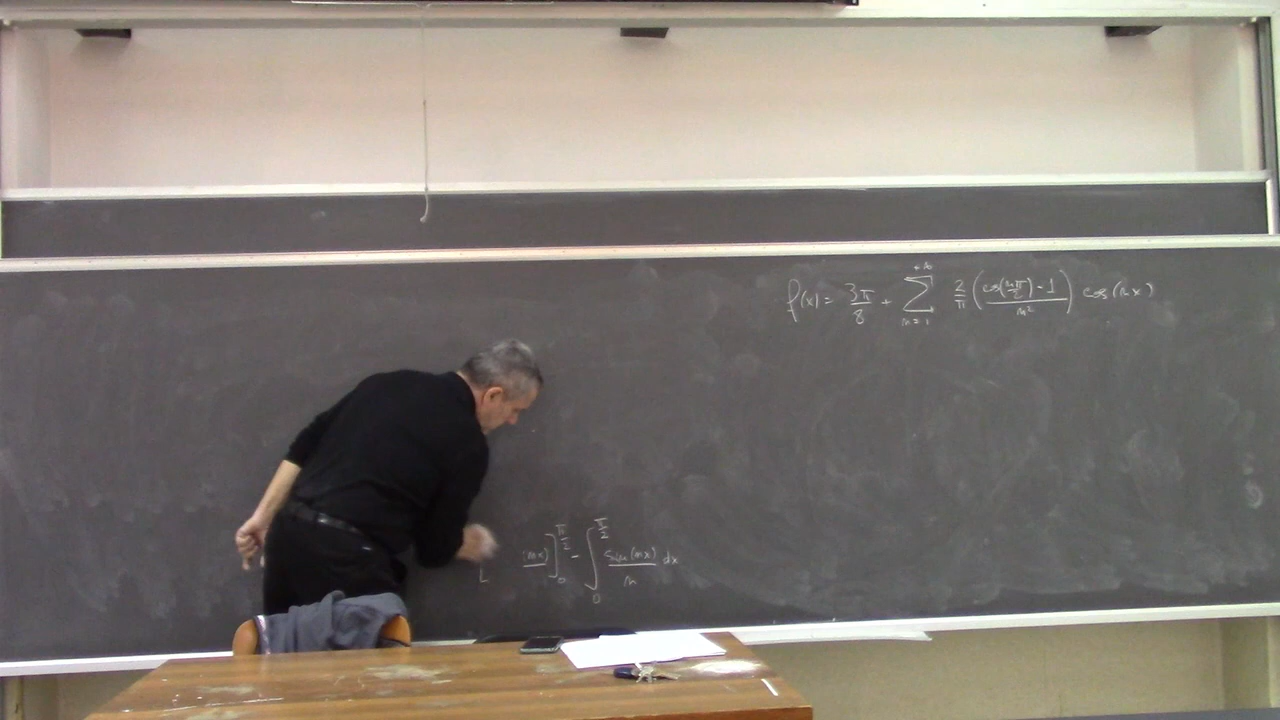 f(x) = 3π/8 + ∑_{n=1}^{+∞} 2/π ( (cos(nπ/2) - 1)/n² ) cos(nx)
[ (nx) ]_0^{π/2} - ∫_0^{π/2} sin(nx)/n dx